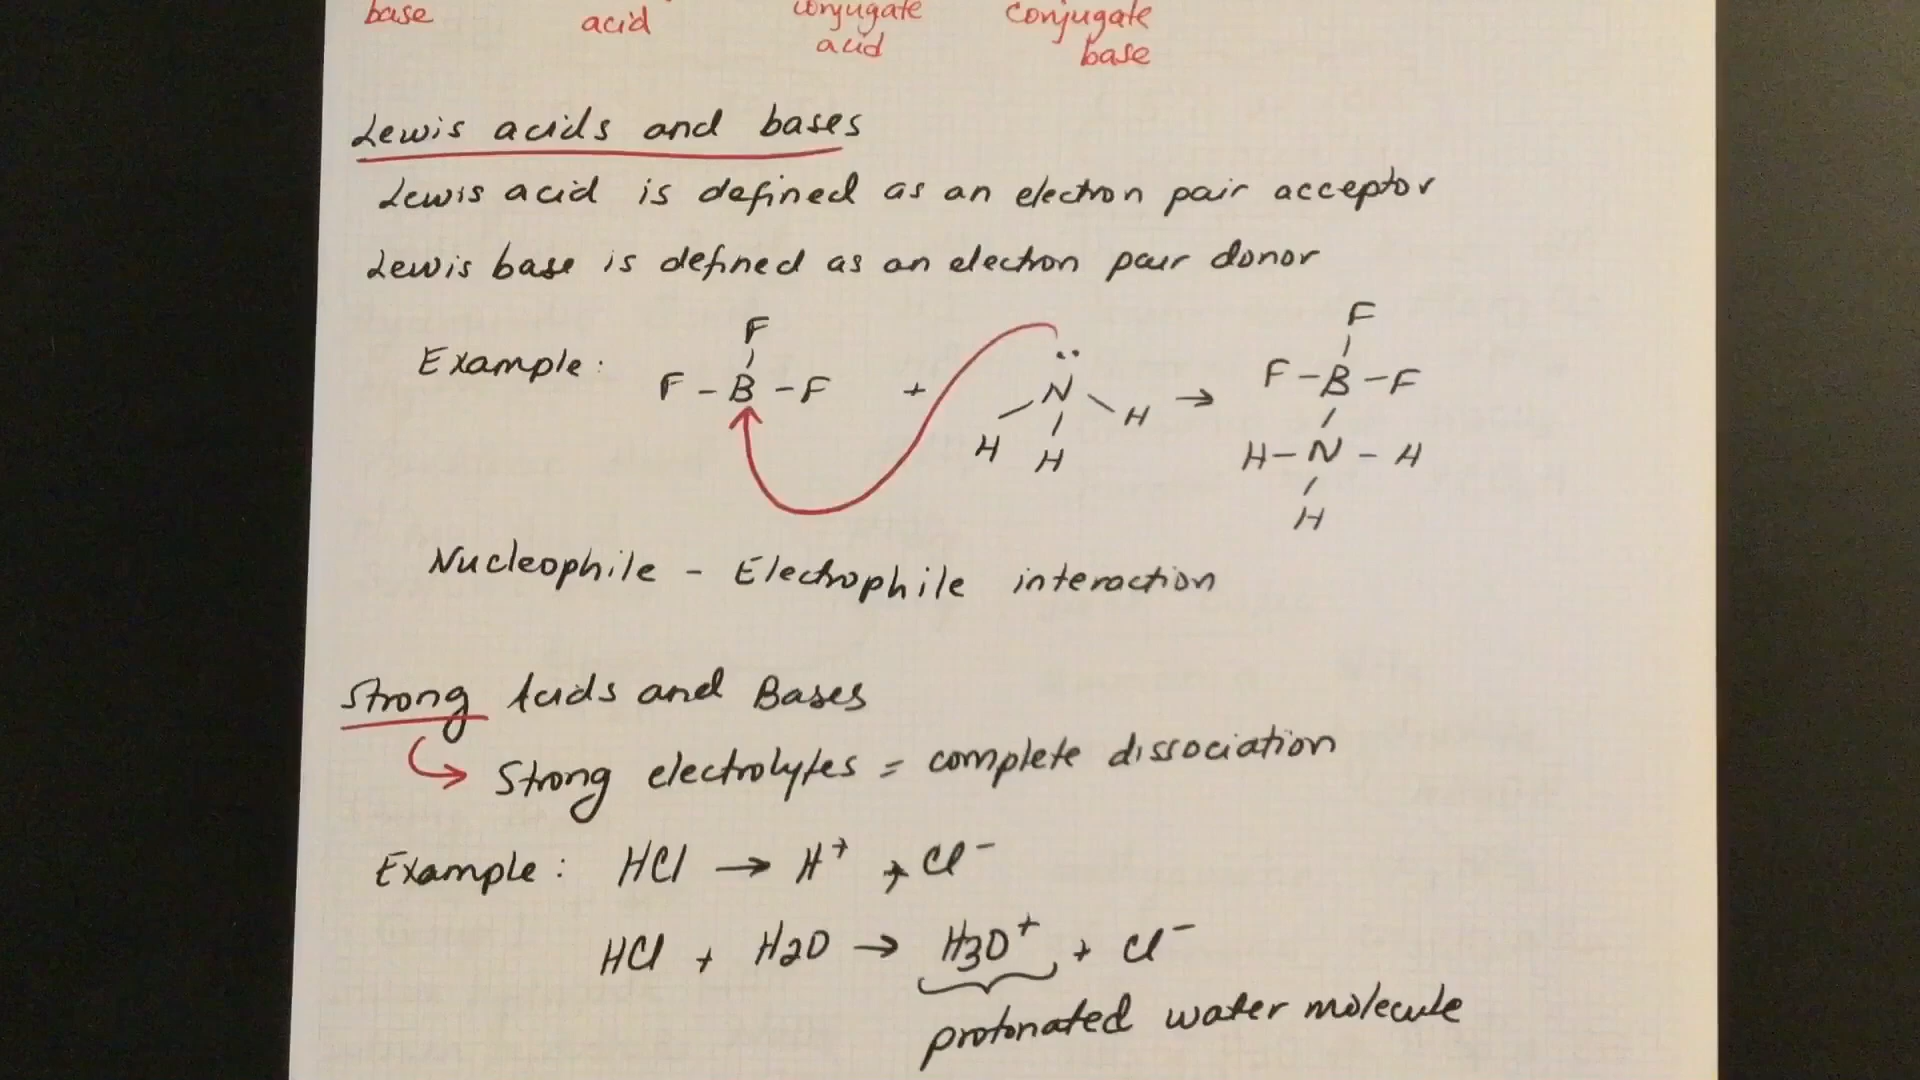 base acid conjugate conjugate
acid base
Lewis acids and bases
Lewis acid is defined as an electron pair acceptor
Lewis base is defined as an electron pair donor
F
Example: F - B - F + N → F - B - F
H H H
F
H - N - H
H
Nucleophile - Electrophile interaction
Strong Acids and Bases
Strong electrolytes = complete dissociation
Example: HCl → H⁺ + Cl⁻
HCl + H2O → H3O⁺ + Cl⁻
protonated water molecule